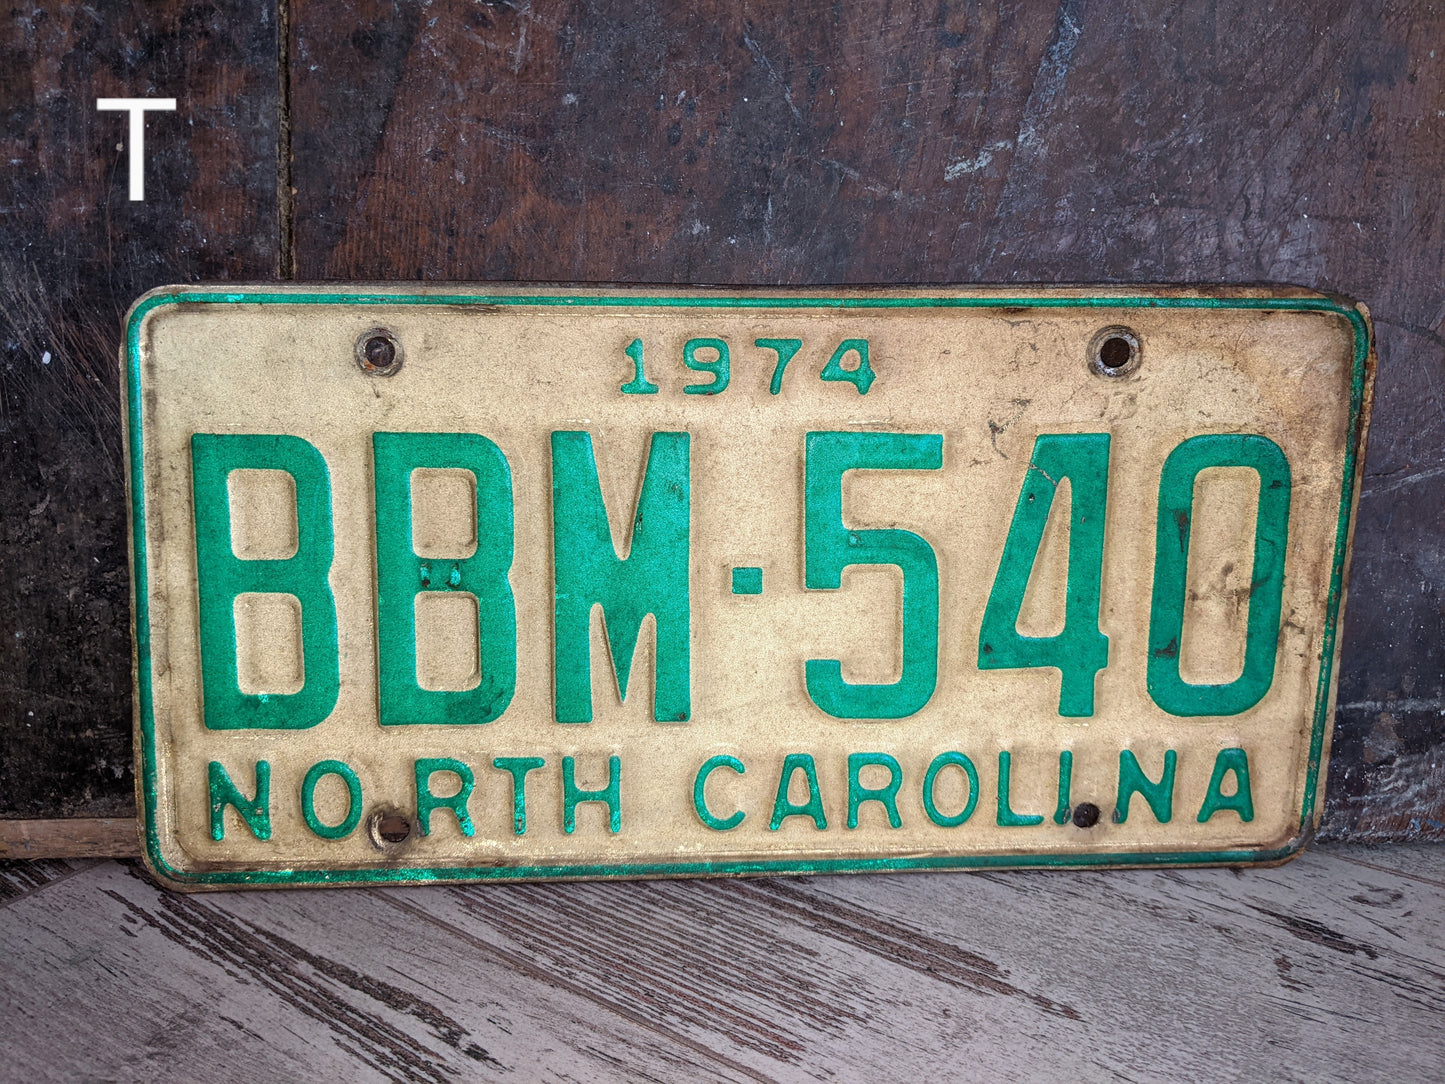 T
1974
BBM-540
NORTH CAROLINA